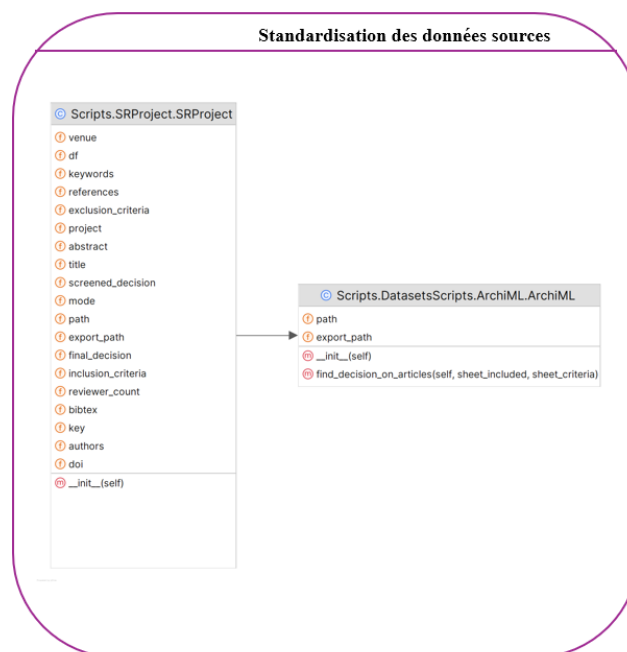 Standardisation des données sources
Scripts.SRProject.SRProject
venue
df
keywords
references
exclusion_criteria
project
abstract
title
screened_decision
mode
path
export_path
final_decision
inclusion_criteria
reviewer_count
bibtex
key
authors
doi
__init__(self)
Scripts.DatasetsScripts.ArchiML.ArchiML
path
export_path
__init__(self)
find_decision_on_articles(self, sheet_included, sheet_criteria)